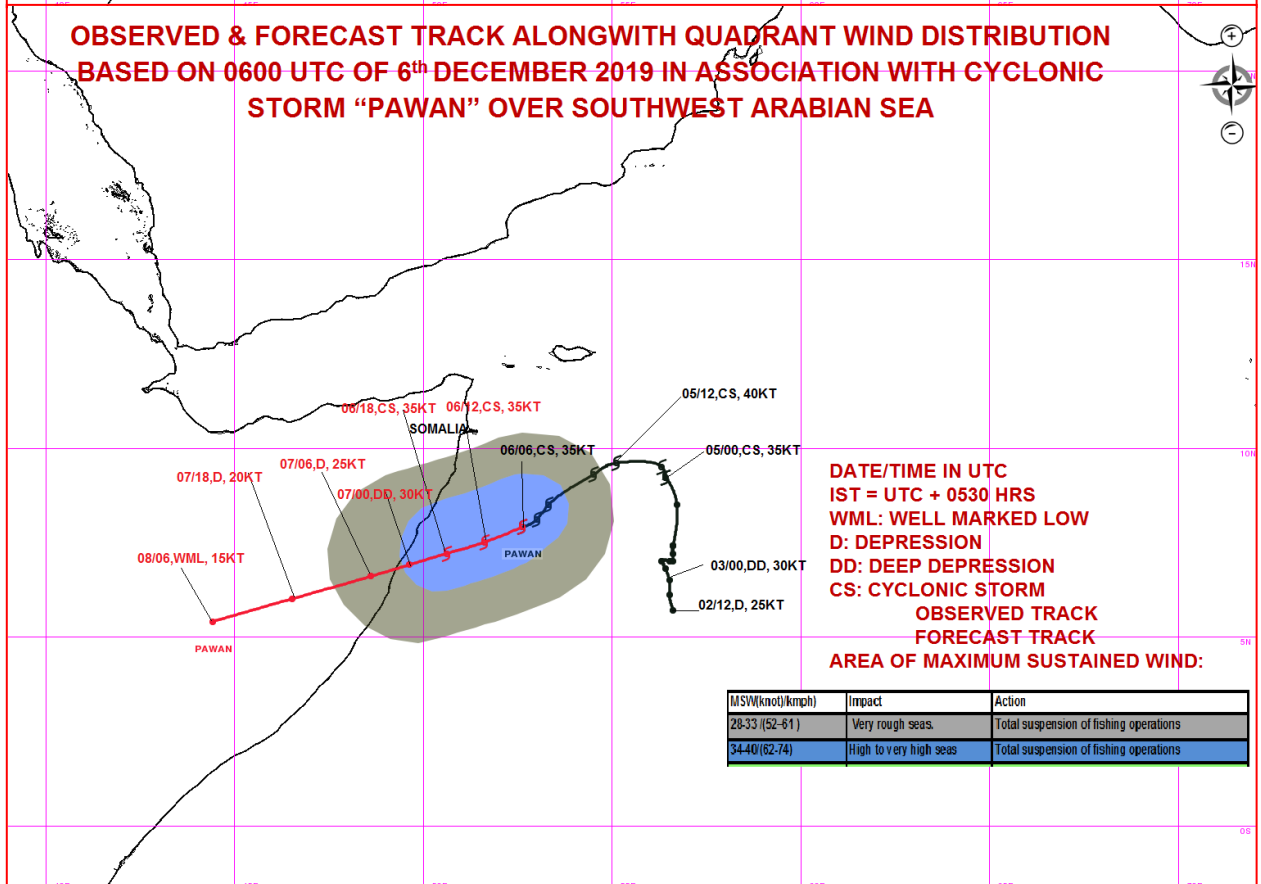 OBSERVED & FORECAST TRACK ALONGWITH QUADRANT WIND DISTRIBUTION
BASED ON 0600 UTC OF 6th DECEMBER 2019 IN ASSOCIATION WITH CYCLONIC
STORM “PAWAN” OVER SOUTHWEST ARABIAN SEA
15N
05/12,CS, 40KT
06/18,CS, 35KT
06/12,CS, 35KT
SOMALIA
06/06,CS, 35KT
05/00,CS, 35KT
10N
07/06,D, 25KT
07/18,D, 20KT
07/00,DD, 30KT
08/06,WML, 15KT
PAWAN
03/00,DD, 30KT
02/12,D, 25KT
PAWAN
5N
DATE/TIME IN UTC
IST = UTC + 0530 HRS
WML: WELL MARKED LOW
D: DEPRESSION
DD: DEEP DEPRESSION
CS: CYCLONIC STORM
OBSERVED TRACK
FORECAST TRACK
AREA OF MAXIMUM SUSTAINED WIND:
MSW(knot)/kmph) Impact Action
28-33 /(52-61 ) Very rough seas. Total suspension of fishing operations
34-40/(62-74) High to very high seas Total suspension of fishing operations
0S